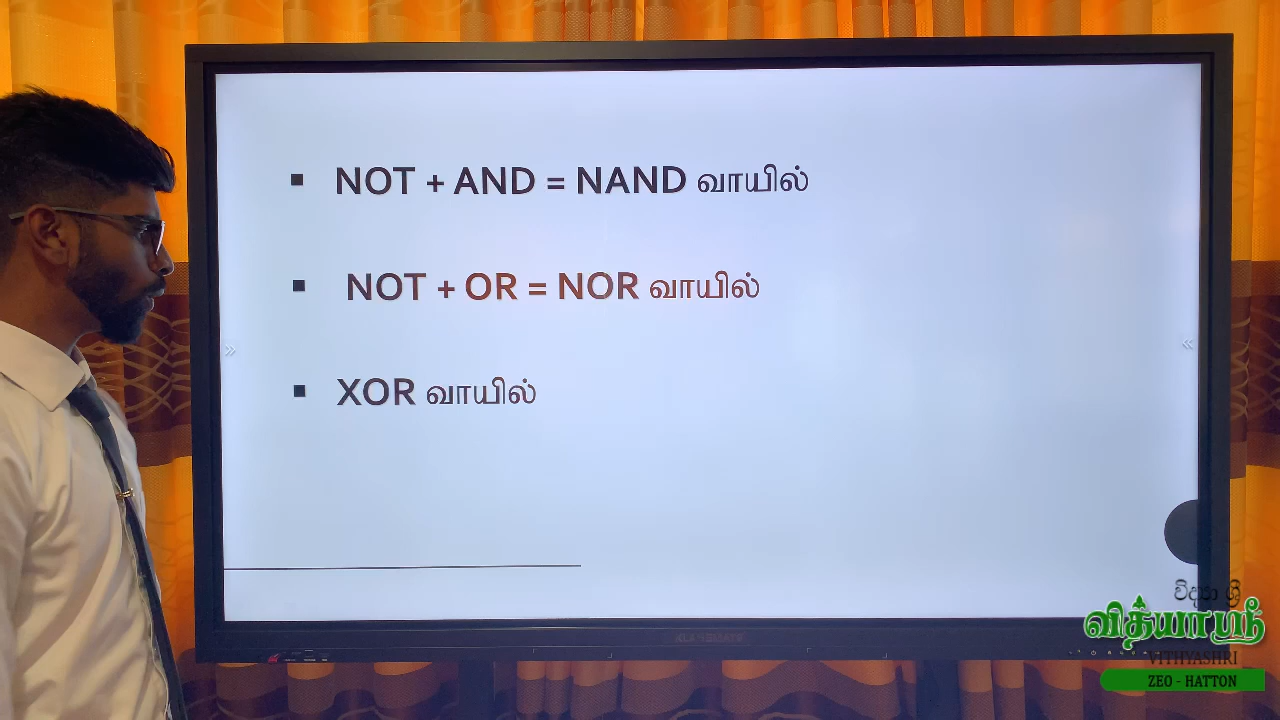 NOT + AND = NAND வாயில்
NOT + OR = NOR வாயில்
XOR வாயில்
විද්‍යා ශ්‍රී
வித்யாஸ்ரீ
VITHYASHRI
ZEO - HATTON